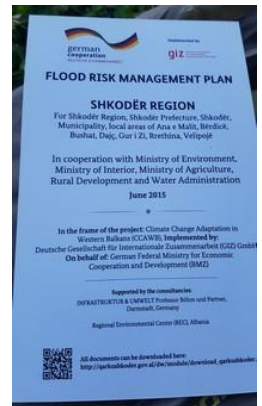 german
cooperation
DEUTSCHE ZUSAMMENARBEIT
Implemented by
giz
FLOOD RISK MANAGEMENT PLAN
SHKODËR REGION
For Shkodër Region, Shkodër Prefecture, Shkodër,
Municipality, local areas of Ana e Malit, Bërdicë,
Bushat, Dajç, Gur i Zi, Rrethina, Velipojë
In cooperation with Ministry of Environment,
Ministry of Interior, Ministry of Agriculture,
Rural Development and Water Administration
June 2015
In the frame of the project: Climate Change Adaptation in
Western Balkans (CCAWB), Implemented by:
Deutsche Gesellschaft für Internationale Zusammenarbeit (GIZ) GmbH
On behalf of: German Federal Ministry for Economic
Cooperation and Development (BMZ)
Supported by the consultancies:
INFRASTRUKTUR & UMWELT Professor Böhm und Partner,
Darmstadt, Germany
Regional Environmental Center (REC), Albania
All documents can be downloaded here: